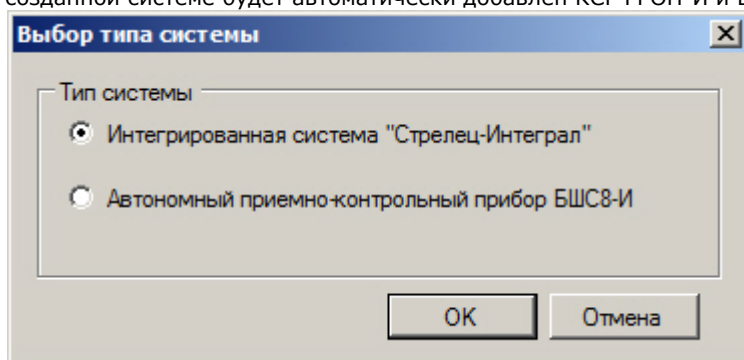 созданной системе будет автоматически добавлен
Выбор типа системы
Тип системы
Интегрированная система "Стрелец-Интеграл"
Автономный приемно-контрольный прибор БШС8-И
ОК
Отмена